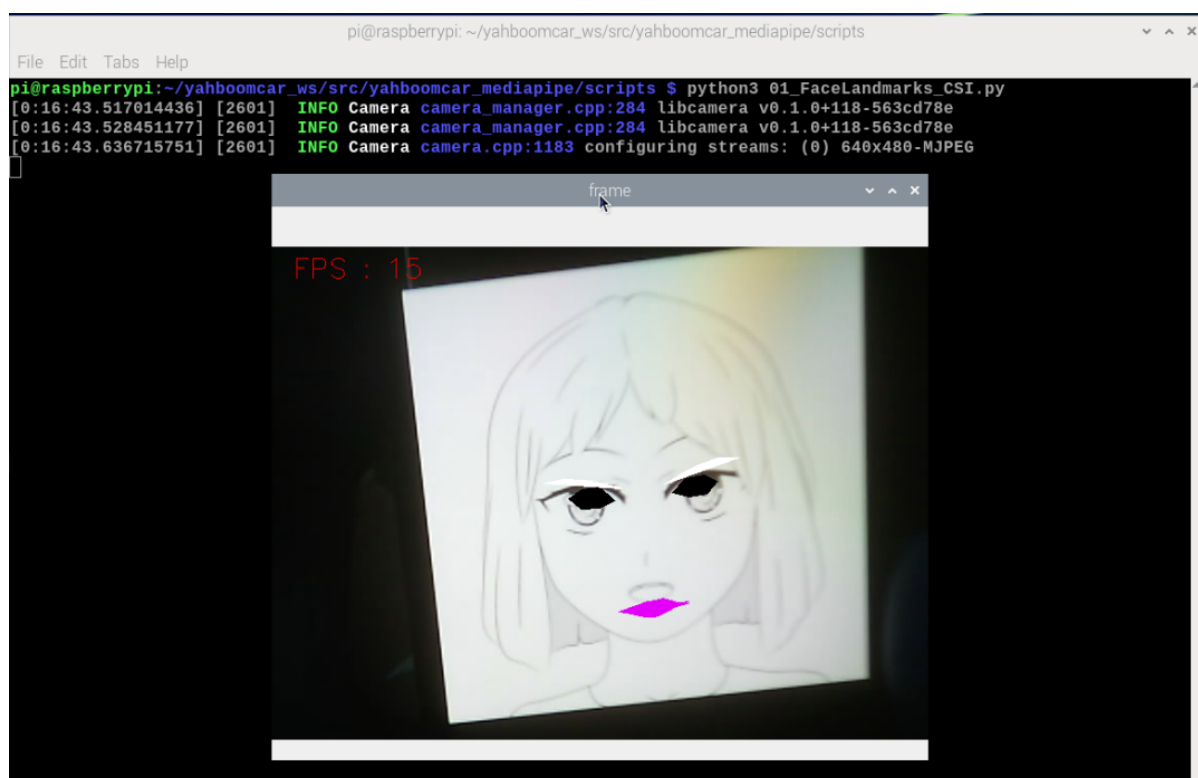 pi@raspberrypi: ~/yahboomcar_ws/src/yahboomcar_mediapipe/scripts
File Edit Tabs Help
pi@raspberrypi:~/yahboomcar_ws/src/yahboomcar_mediapipe/scripts $ python3 01_FaceLandmarks_CSI.py
[0:16:43.517014436] [2601] INFO Camera camera_manager.cpp:284 libcamera v0.1.0+118-563cd78e
[0:16:43.528451177] [2601] INFO Camera camera_manager.cpp:284 libcamera v0.1.0+118-563cd78e
[0:16:43.636715751] [2601] INFO Camera camera.cpp:1183 configuring streams: (0) 640x480-MJPEG
frame
FPS : 15